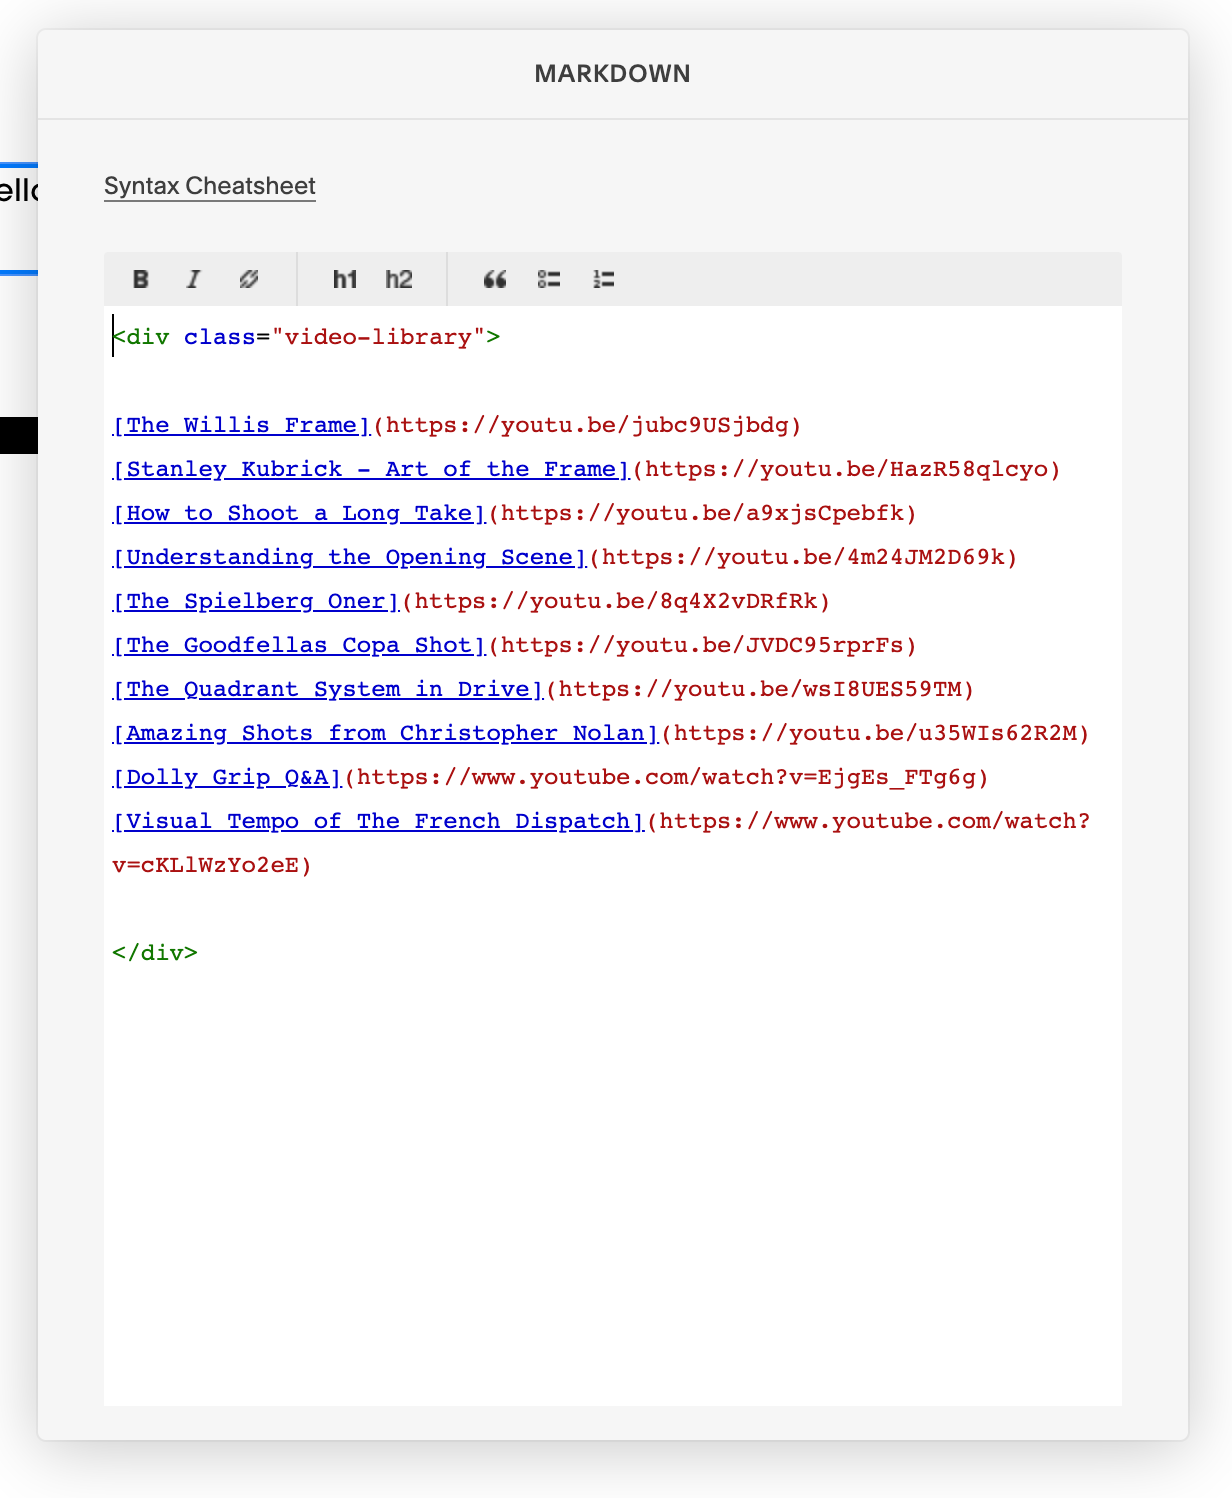 MARKDOWN
Syntax Cheatsheet
B I h1 h2 “
<div class="video-library">
[The Willis Frame](https://youtu.be/jubc9USjbdg)
[Stanley Kubrick - Art of the Frame](https://youtu.be/HazR58qlcyo)
[How to Shoot a Long Take](https://youtu.be/a9xjsCpebfk)
[Understanding the Opening Scene](https://youtu.be/4m24JM2D69k)
[The Spielberg Oner](https://youtu.be/8q4X2vDRfRk)
[The Goodfellas Copa Shot](https://youtu.be/JVDC95rprFs)
[The Quadrant System in Drive](https://youtu.be/wsI8UES59TM)
[Amazing Shots from Christopher Nolan](https://youtu.be/u35WIs62R2M)
[Dolly Grip Q&A](https://www.youtube.com/watch?v=EjgEs_FTg6g)
[Visual Tempo of The French Dispatch](https://www.youtube.com/watch?
v=cKLlWzYo2eE)
</div>